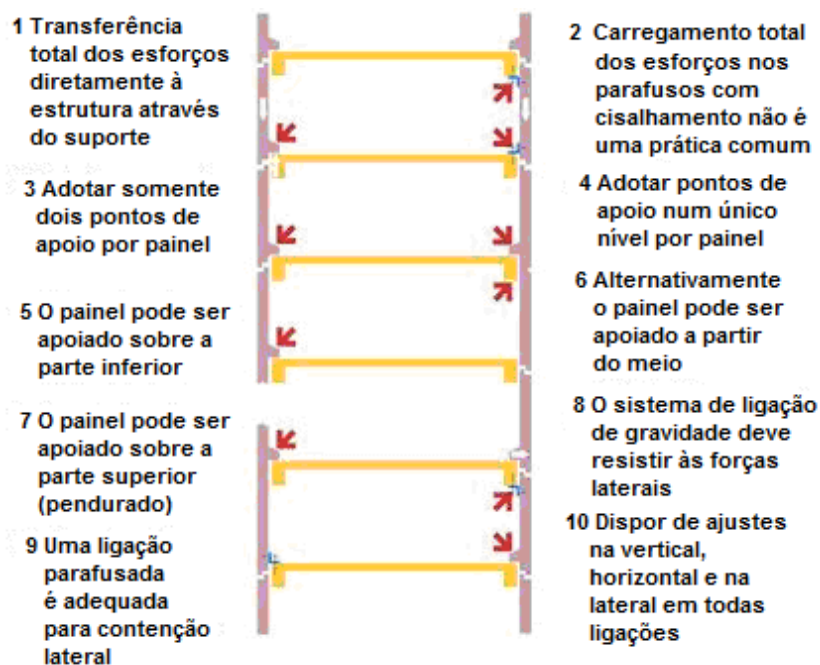 1 Transferência
total dos esforços
diretamente à
estrutura através
do suporte
2 Carregamento total
dos esforços nos
parafusos com
cisalhamento não é
uma prática comum
3 Adotar somente
dois pontos de
apoio por painel
4 Adotar pontos de
apoio num único
nível por painel
5 O painel pode ser
apoiado sobre a
parte inferior
6 Alternativamente
o painel pode ser
apoiado a partir
do meio
7 O painel pode ser
apoiado sobre a
parte superior
(pendurado)
8 O sistema de ligação
de gravidade deve
resistir às forças
laterais
9 Uma ligação
parafusada
é adequada
para contenção
lateral
10 Dispor de ajustes
na vertical,
horizontal e na
lateral em todas
ligações